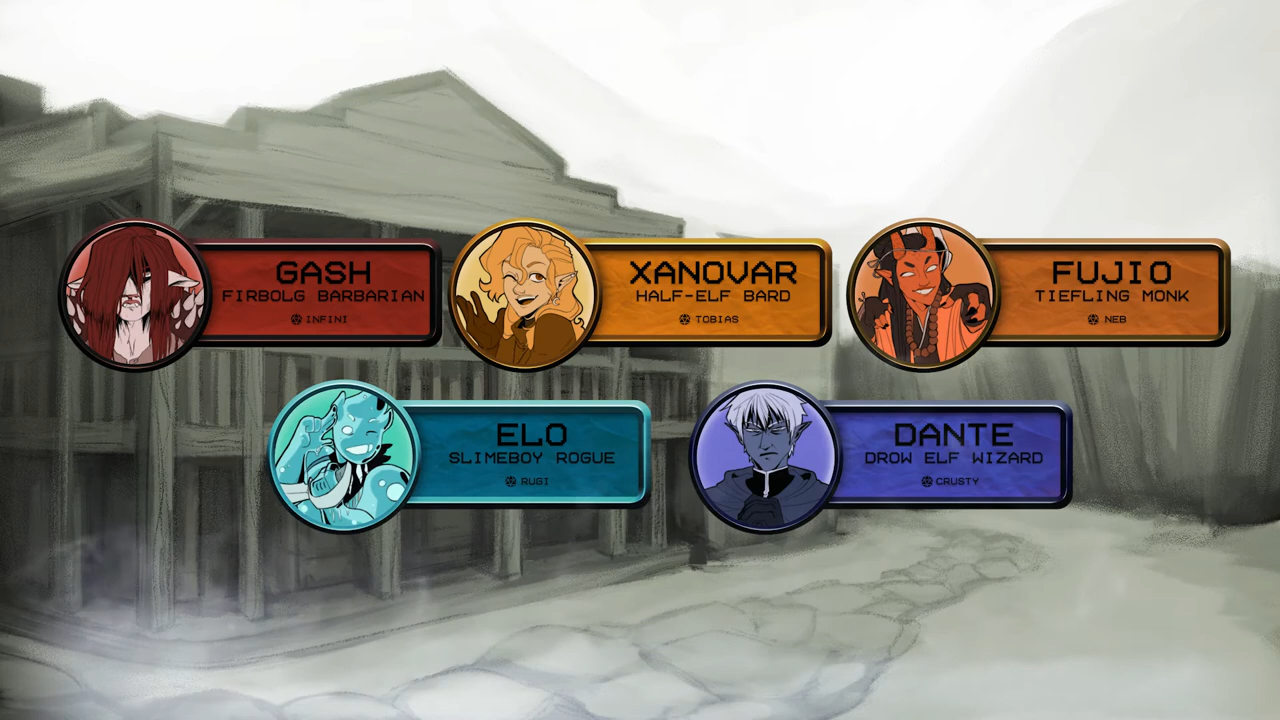 GASH
FIRBOLG BARBARIAN
INFINI
XANOVAR
HALF-ELF BARD
TOBIAS
FUJIO
TIEFLING MONK
NEB
ELO
SLIMEBOY ROGUE
RUGI
DANTE
DROW ELF WIZARD
CRUSTY